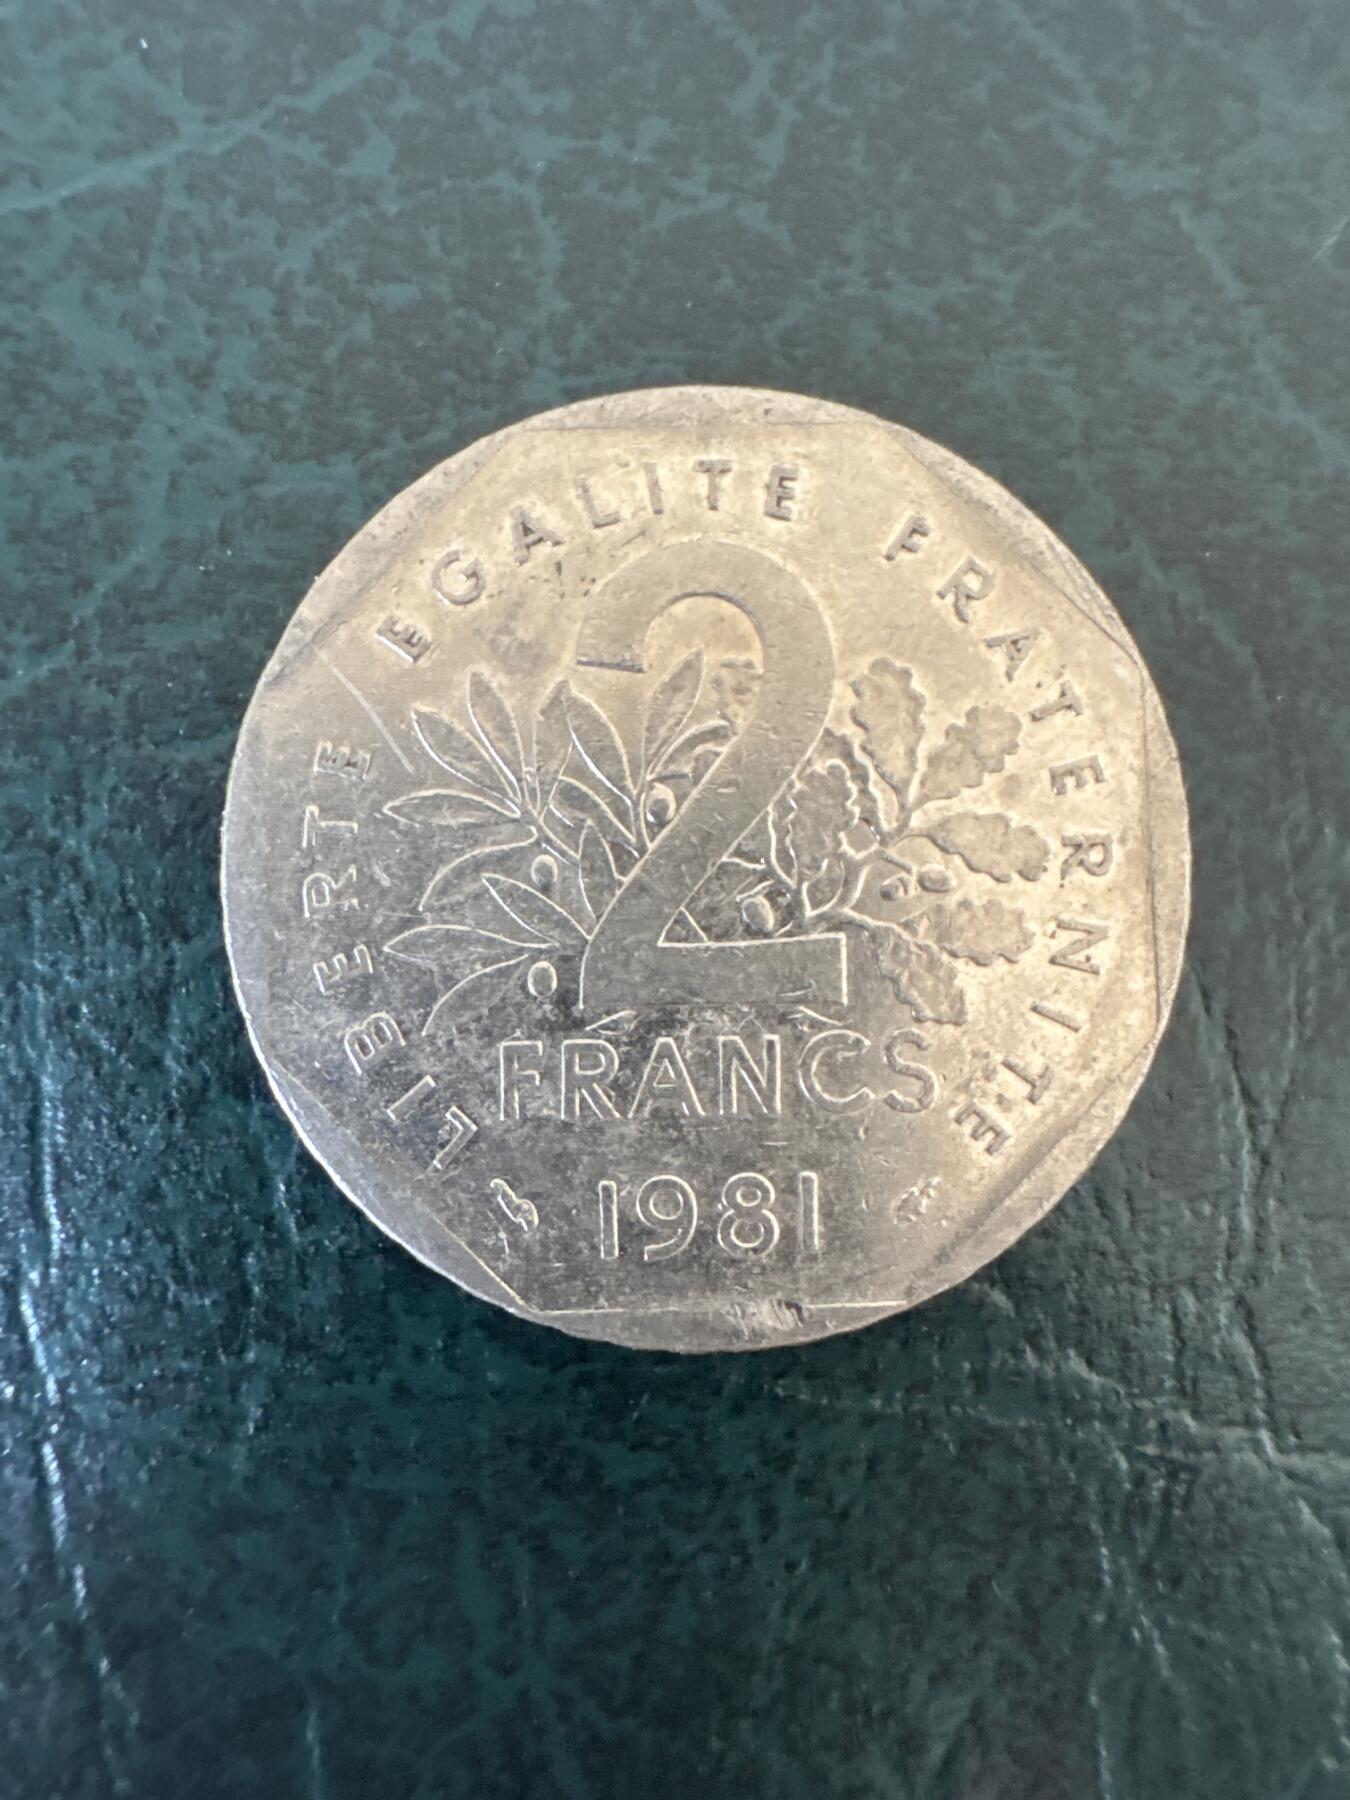 LIBERTE EGALITE FRATERNITE
2
FRANCS
1981